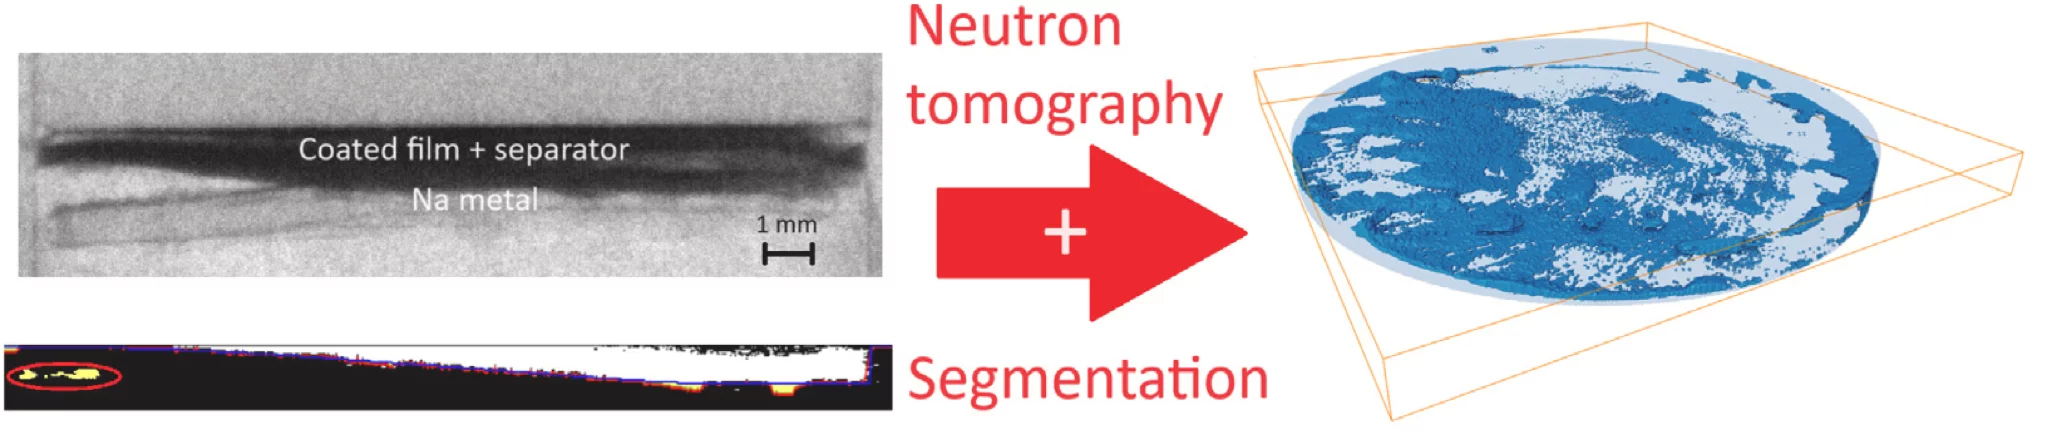 Coated film + separator
Na metal
1 mm
Neutron
tomography
+
Segmentation